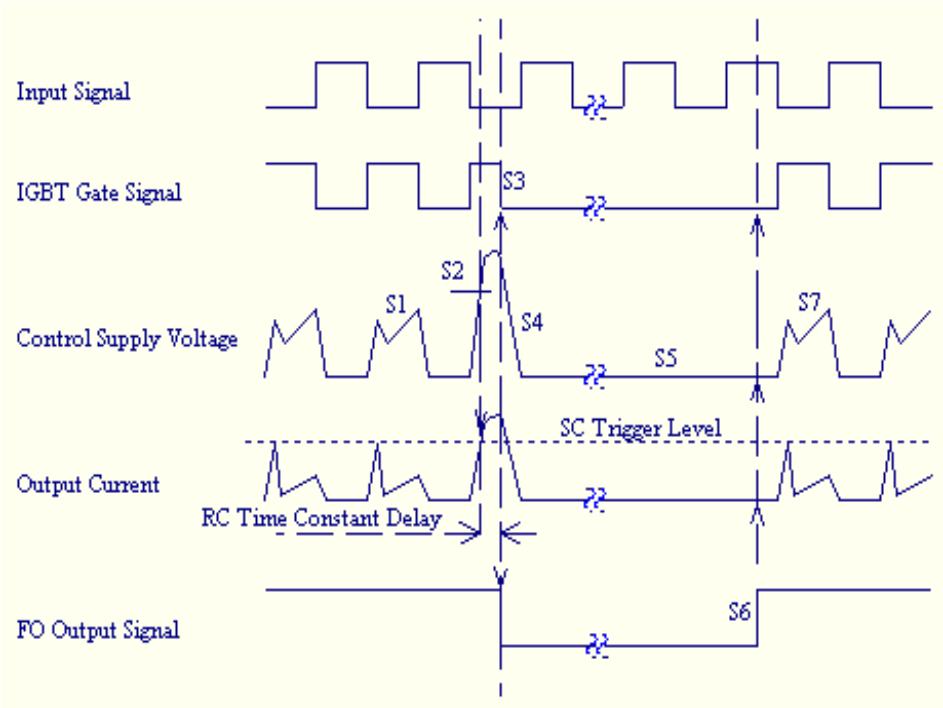 Input Signal
IGBT Gate Signal
S3
S2
S1
S4
S7
Control Supply Voltage
S5
SC Trigger Level
Output Current
RC Time Constant Delay
S6
FO Output Signal